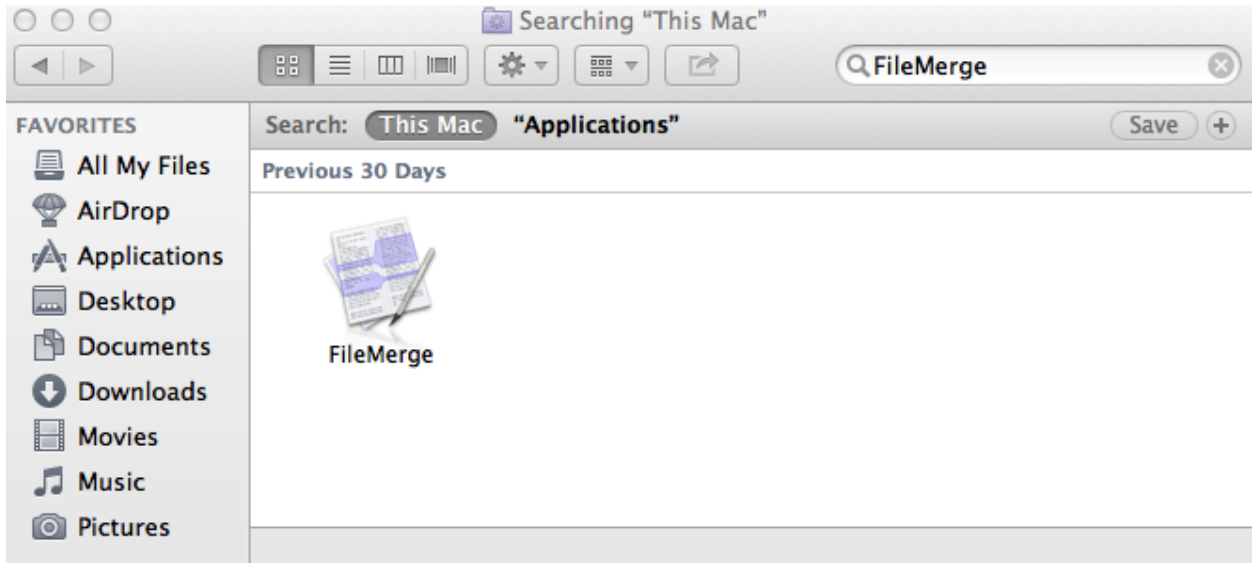 Searching “This Mac”
FileMerge
FAVORITES
All My Files
AirDrop
Applications
Desktop
Documents
Downloads
Movies
Music
Pictures
Search: This Mac “Applications” Save +
Previous 30 Days
FileMerge